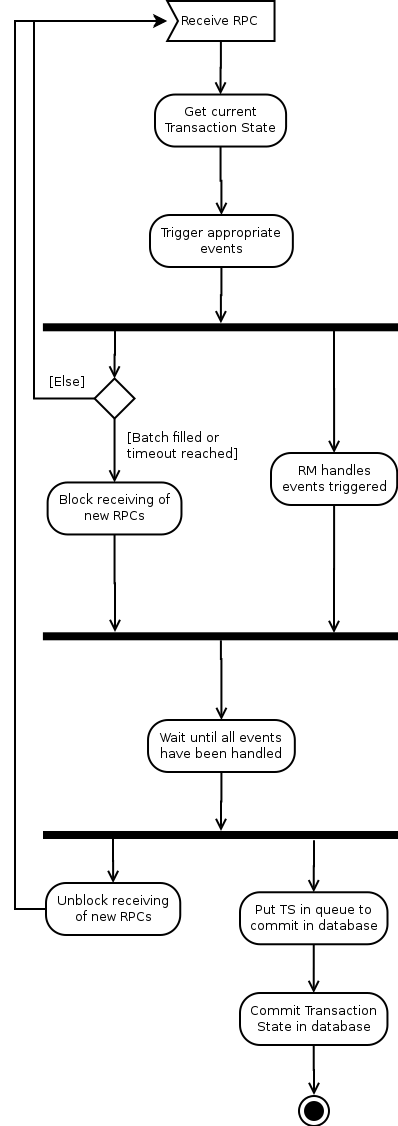 Receive RPC
Get current
Transaction State
Trigger appropriate
events
[Else]
[Batch filled or
timeout reached]
RM handles
events triggered
Block receiving of
new RPCs
Wait until all events
have been handled
Unblock receiving
of new RPCs
Put TS in queue to
commit in database
Commit Transaction
State in database